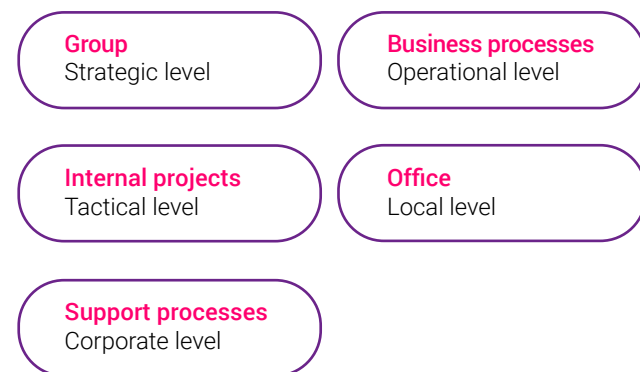 Group
Strategic level
Business processes
Operational level
Internal projects
Tactical level
Office
Local level
Support processes
Corporate level